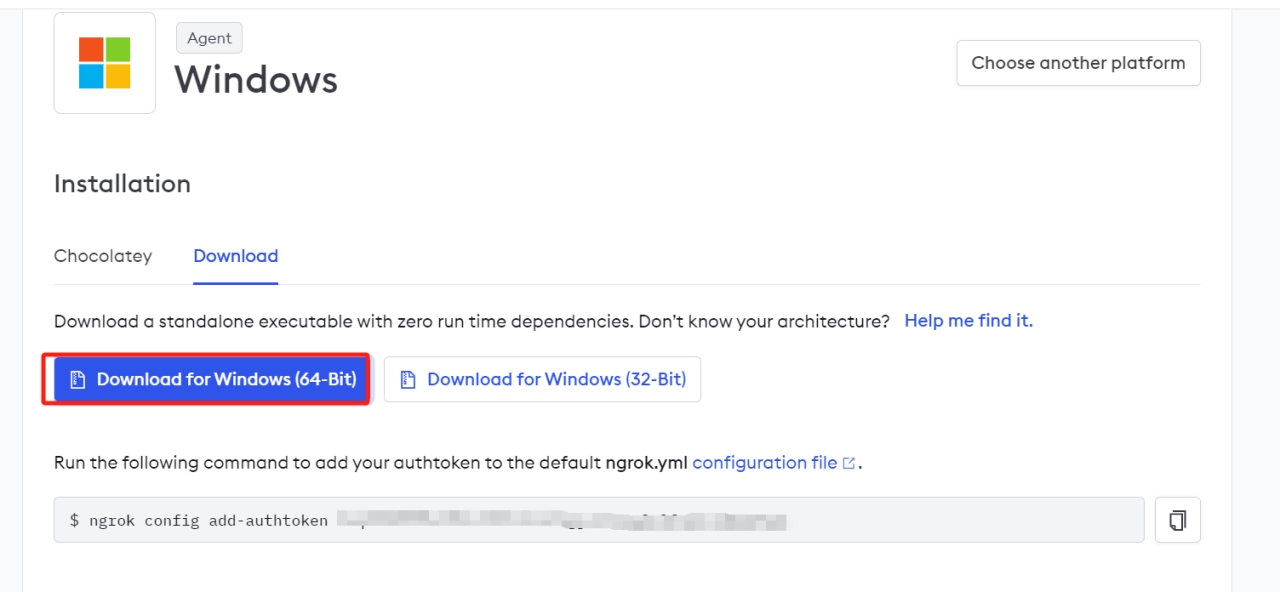 Agent
Windows
Choose another platform
Installation
Chocolatey Download
Download a standalone executable with zero run time dependencies. Don't know your architecture? Help me find it.
Download for Windows (64-Bit) Download for Windows (32-Bit)
Run the following command to add your authtoken to the default ngrok.yml configuration file.
$ ngrok config add-authtoken